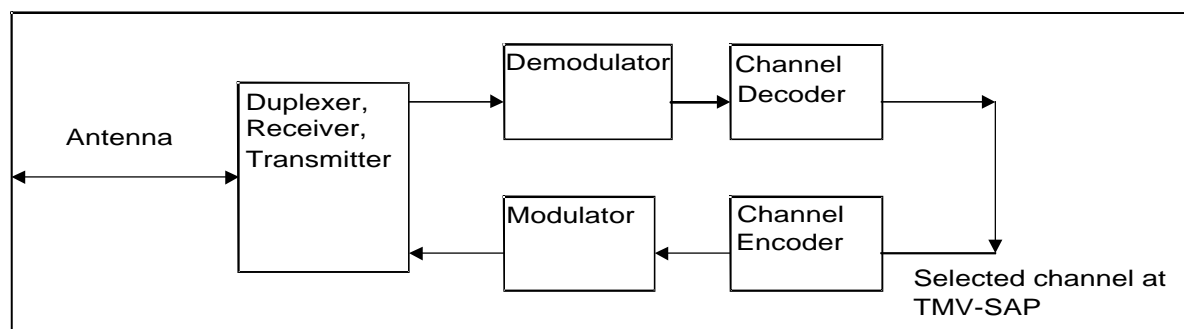 Antenna
Duplexer,
Receiver,
Transmitter
Demodulator
Channel
Decoder
Modulator
Channel
Encoder
Selected channel at
TMV-SAP